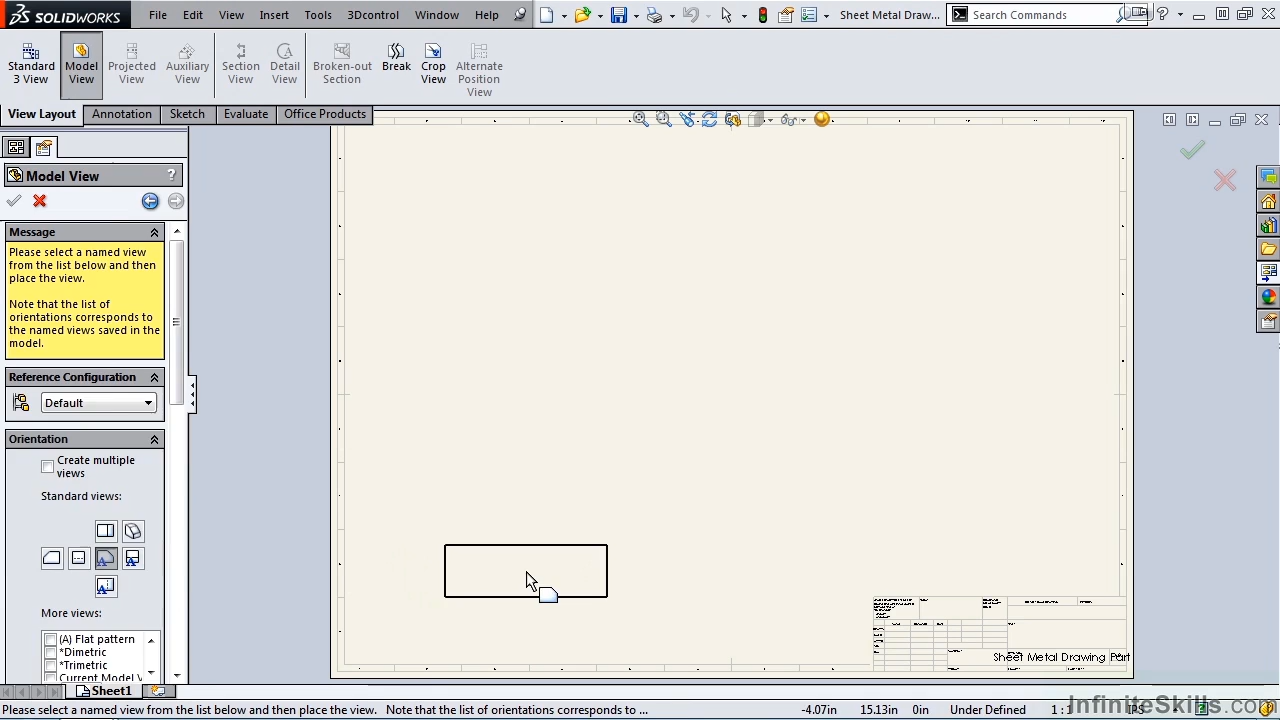 SOLIDWORKS File Edit View Insert Tools 3Dcontrol Window Help Sheet Metal Draw... Search Commands
Standard 3 View
Model View
Projected View
Auxiliary View
Section View
Detail View
Broken-out Section
Break
Crop View
Alternate Position View
View Layout Annotation Sketch Evaluate Office Products
Model View ?
Message
Please select a named view
from the list below and then
place the view.
Note that the list of
orientations corresponds to
the named views saved in the
model.
Reference Configuration
Default
Orientation
Create multiple
views
Standard views:
More views:
(A) Flat pattern
*Dimetric
*Trimetric
Current Model V
Sheet Metal Drawing Part
Sheet1
Please select a named view from the list below and then place the view. Note that the list of orientations corresponds to ... -4.07in 15.13in 0in Under Defined
InfiniteSkills.com